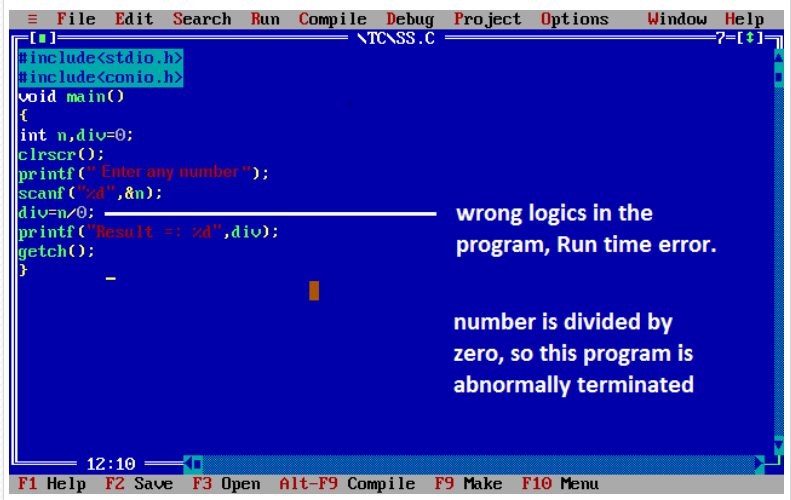 ≡ File Edit Search Run Compile Debug Project Options Window Help
[■] \TC\SS.C 7=[↕]
#include<stdio.h>
#include<conio.h>
void main()
{
int n,div=0;
clrscr();
printf(" Enter any number");
scanf("%d",&n);
div=n/0;
printf("Result =: %d",div);
getch();
}
wrong logics in the
program, Run time error.
number is divided by
zero, so this program is
abnormally terminated
12:10
F1 Help F2 Save F3 Open Alt-F9 Compile F9 Make F10 Menu